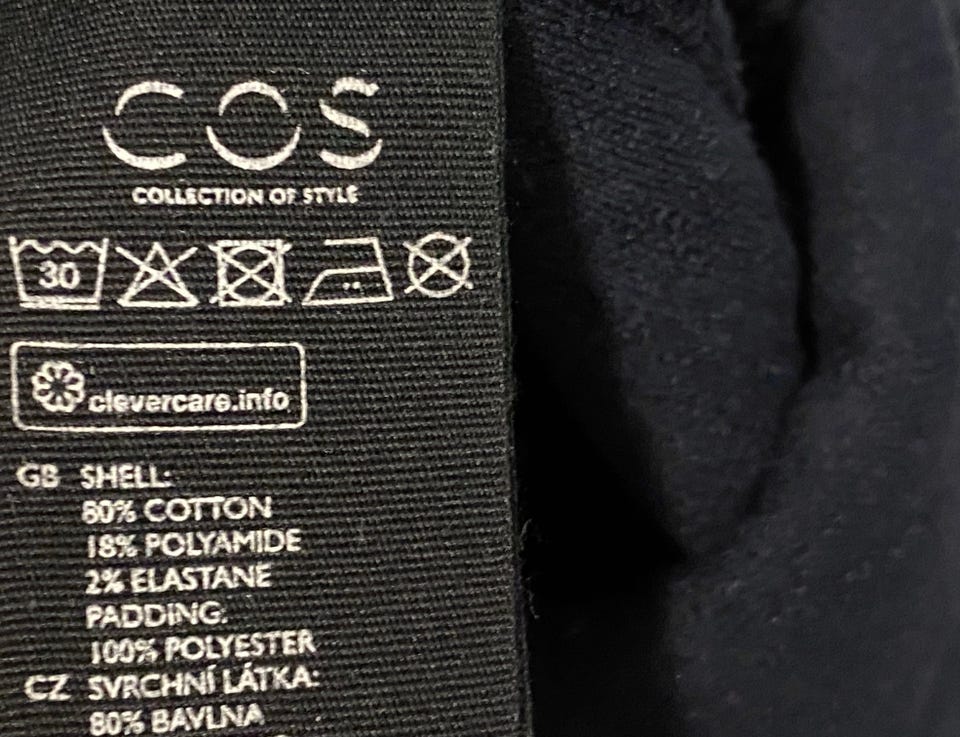 COS
COLLECTION OF STYLE
30
clevercare.info
GB SHELL:
80% COTTON
18% POLYAMIDE
2% ELASTANE
PADDING:
100% POLYESTER
CZ SVRCHNÍ LÁTKA:
80% BAVLNA